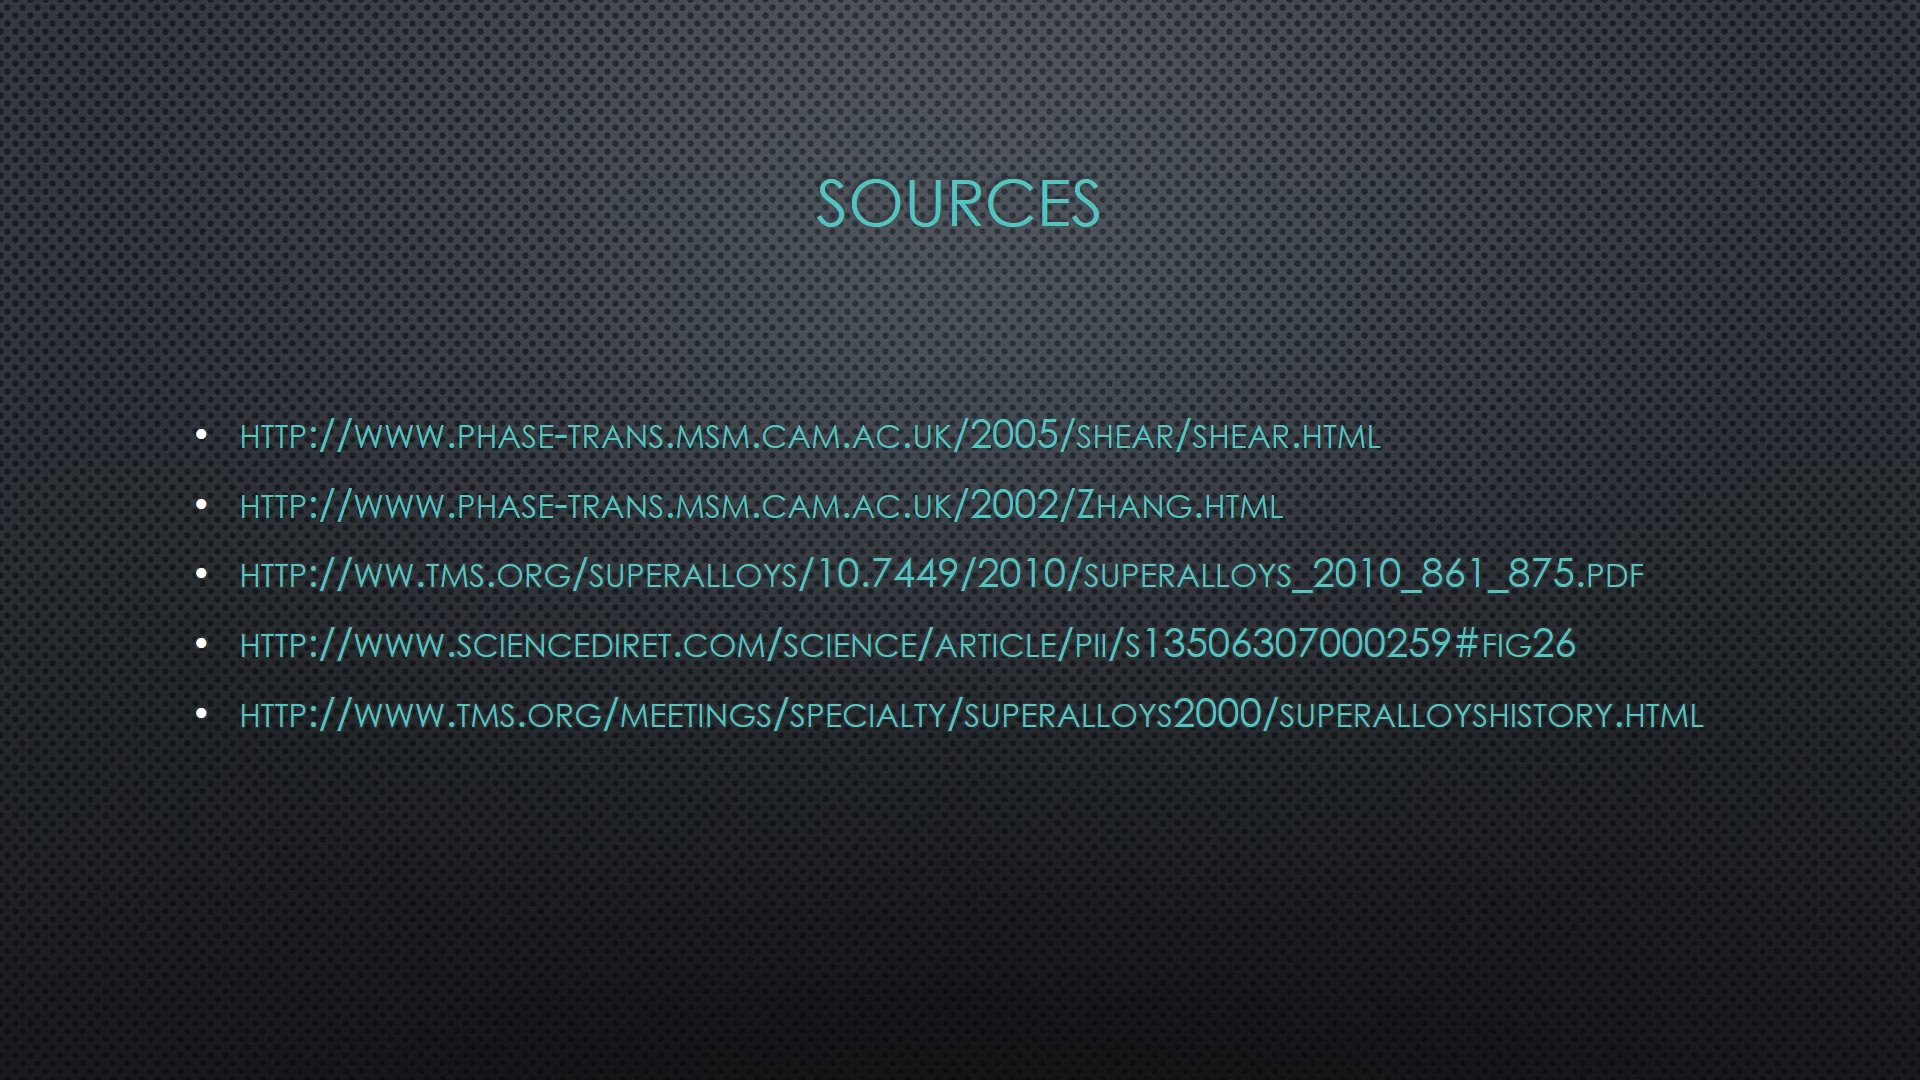 SOURCES
• http://www.phase-trans.msm.cam.ac.uk/2005/shear/shear.html
• http://www.phase-trans.msm.cam.ac.uk/2002/Zhang.html
• http://ww.tms.org/superalloys/10.7449/2010/superalloys_2010_861_875.pdf
• http://www.sciencediret.com/science/article/pii/s13506307000259#fig26
• http://www.tms.org/meetings/specialty/superalloys2000/superalloyshistory.html